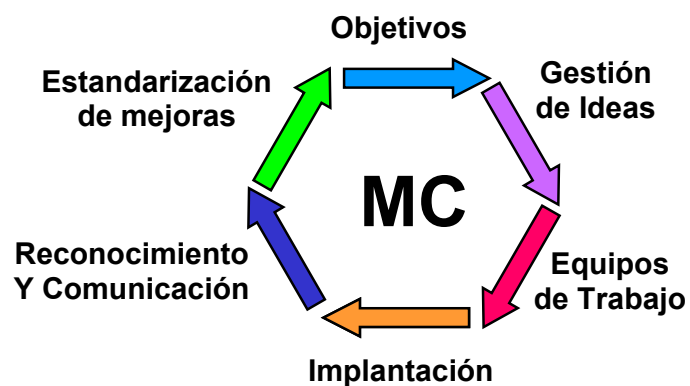 Objetivos
Gestión
de Ideas
Equipos
de Trabajo
Implantación
Reconocimiento
Y Comunicación
Estandarización
de mejoras
MC